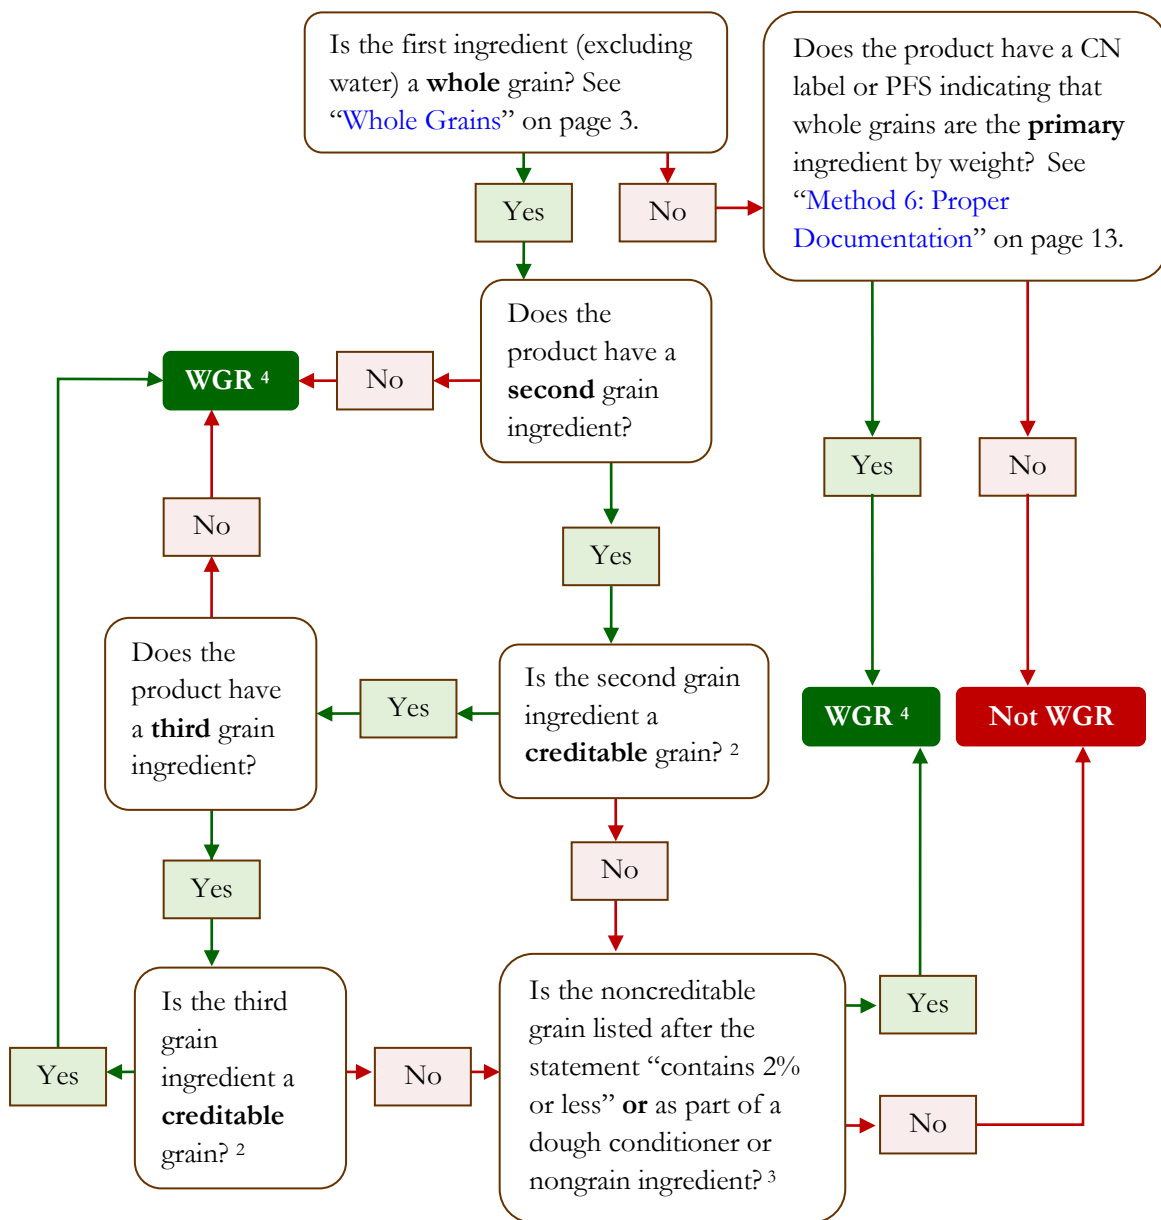 Is the first ingredient (excluding
water) a whole grain? See
“Whole Grains” on page 3.
Does the product have a CN
label or PFS indicating that
whole grains are the primary
ingredient by weight?  See
“Method 6: Proper
Documentation” on page 13.
Yes
No
Does the
product have a
second grain
ingredient?
No
WGR 4
Yes
No
Yes
No
Does the
product have
a third grain
ingredient?
Yes
Is the second grain
ingredient a
creditable grain? 2
WGR 4
Not WGR
Yes
No
Is the third
grain
ingredient a
creditable
grain? 2
Yes
No
Is the noncreditable
grain listed after the
statement “contains 2%
or less” or as part of a
dough conditioner or
nongrain ingredient? 3
Yes
No